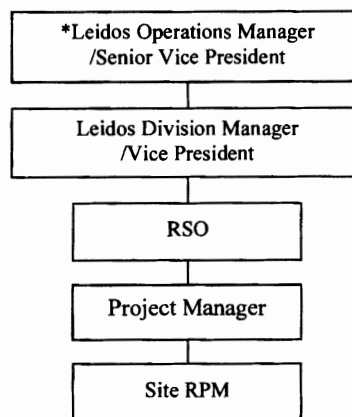 *Leidos Operations Manager
/Senior Vice President
Leidos Division Manager
/Vice President
RSO
Project Manager
Site RPM